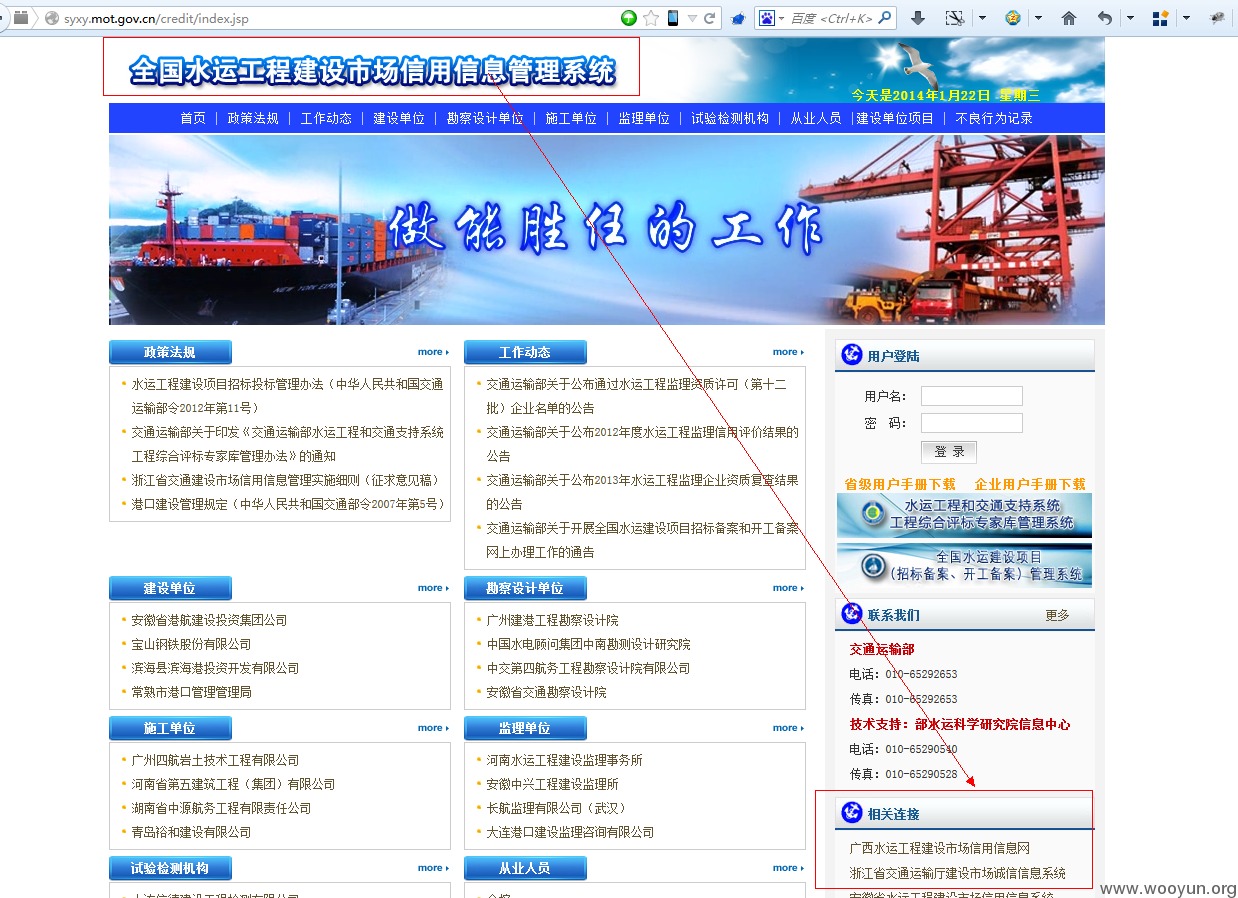 syxy.mot.gov.cn/credit/index.jsp
百度 <Ctrl+K>
全国水运工程建设市场信用信息管理系统
今天是2014年1月22日 星期三
首页 | 政策法规 | 工作动态 | 建设单位 | 勘察设计单位 | 施工单位 | 监理单位 | 试验检测机构 | 从业人员 | 建设单位项目 | 不良行为记录
做能胜任的工作
NEW YORK EXPRESS
政策法规 more
水运工程建设项目招标投标管理办法（中华人民共和国交通
运输部令2012年第11号）
交通运输部关于印发《交通运输部水运工程和交通支持系统
工程综合评标专家库管理办法》的通知
浙江省交通建设市场信用信息管理实施细则（征求意见稿）
港口建设管理规定（中华人民共和国交通部令2007年第5号）
工作动态 more
交通运输部关于公布通过水运工程监理资质许可（第十二
批）企业名单的公告
交通运输部关于公布2012年度水运工程监理信用评价结果的
公告
交通运输部关于公布2013年水运工程监理企业资质复查结果
的公告
交通运输部关于开展全国水运建设项目招标备案和开工备案
网上办理工作的通告
建设单位 more
安徽省港航建设投资集团公司
宝山钢铁股份有限公司
滨海县滨海港投资开发有限公司
常熟市港口管理管理局
勘察设计单位 more
广州建港工程勘察设计院
中国水电顾问集团中南勘测设计研究院
中交第四航务工程勘察设计院有限公司
安徽省交通勘察设计院
施工单位 more
广州四航岩土技术工程有限公司
河南省第五建筑工程（集团）有限公司
湖南省中源航务工程有限责任公司
青岛裕和建设有限公司
监理单位 more
河南水运工程建设监理事务所
安徽中兴工程建设监理所
长航监理有限公司（武汉）
大连港口建设监理咨询有限公司
试验检测机构 more
从业人员 more
用户登陆
用户名：
密 码：
登 录
省级用户手册下载 企业用户手册下载
水运工程和交通支持系统
工程综合评标专家库管理系统
全国水运建设项目
（招标备案、开工备案）管理系统
联系我们 更多
交通运输部
电话：010-65292653
传真：010-65292653
技术支持：部水运科学研究院信息中心
电话：010-65290540
传真：010-65290528
相关连接
广西水运工程建设市场信用信息网
浙江省交通运输厅建设市场诚信信息系统
安徽省水运工程建设市场信用信息系统
www.wooyun.org